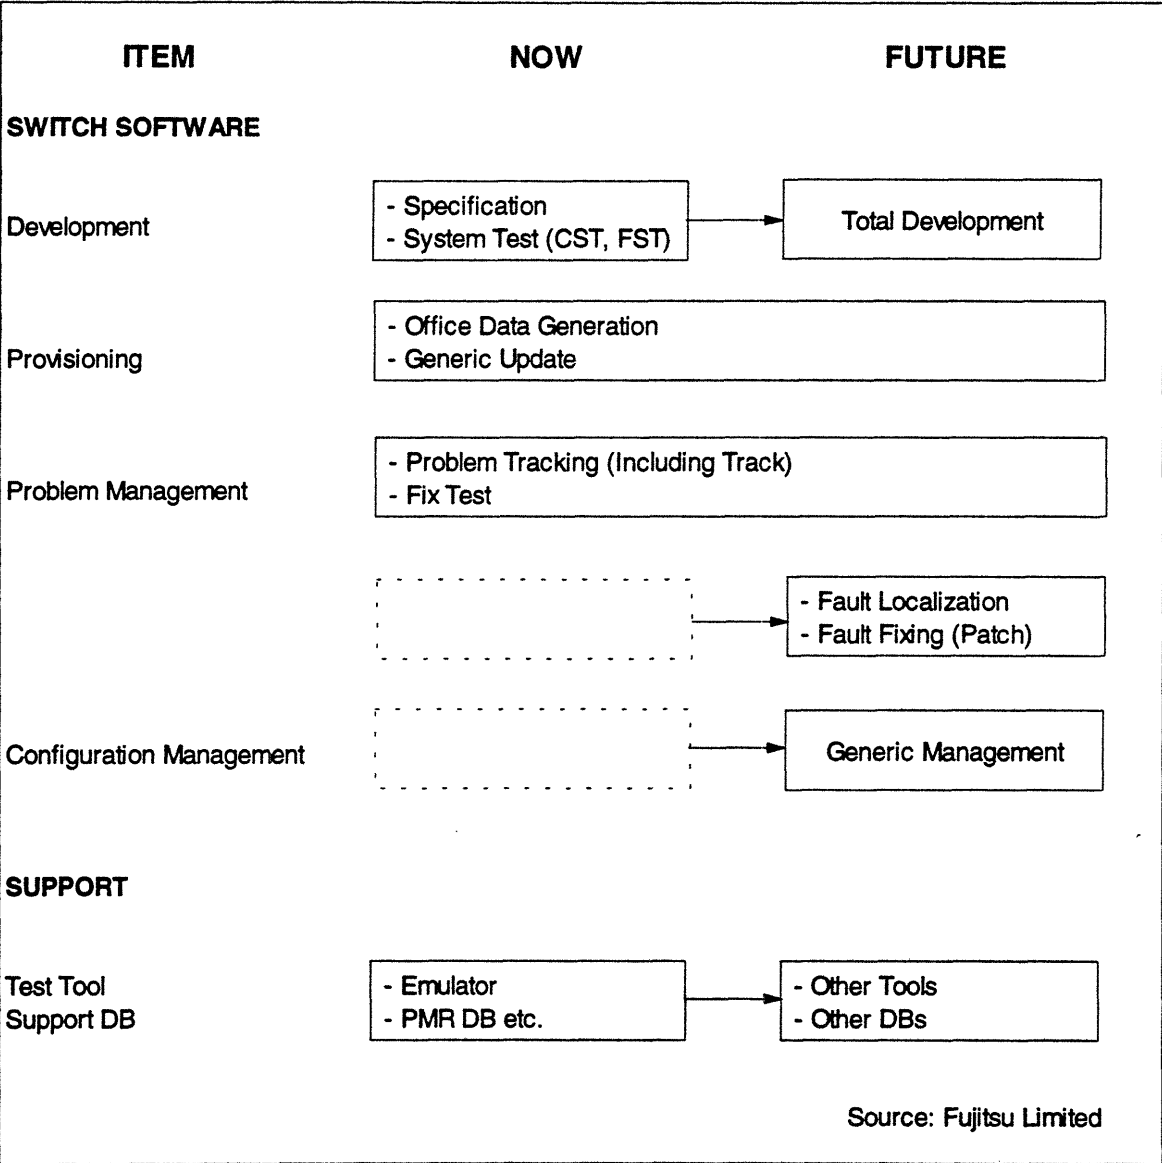 ITEM NOW FUTURE
SWITCH SOFTWARE
Development
- Specification
- System Test (CST, FST)
Total Development
Provisioning
- Office Data Generation
- Generic Update
Problem Management
- Problem Tracking (Including Track)
- Fix Test
- Fault Localization
- Fault Fixing (Patch)
Configuration Management
Generic Management
SUPPORT
Test Tool
Support DB
- Emulator
- PMR DB etc.
- Other Tools
- Other DBs
Source: Fujitsu Limited